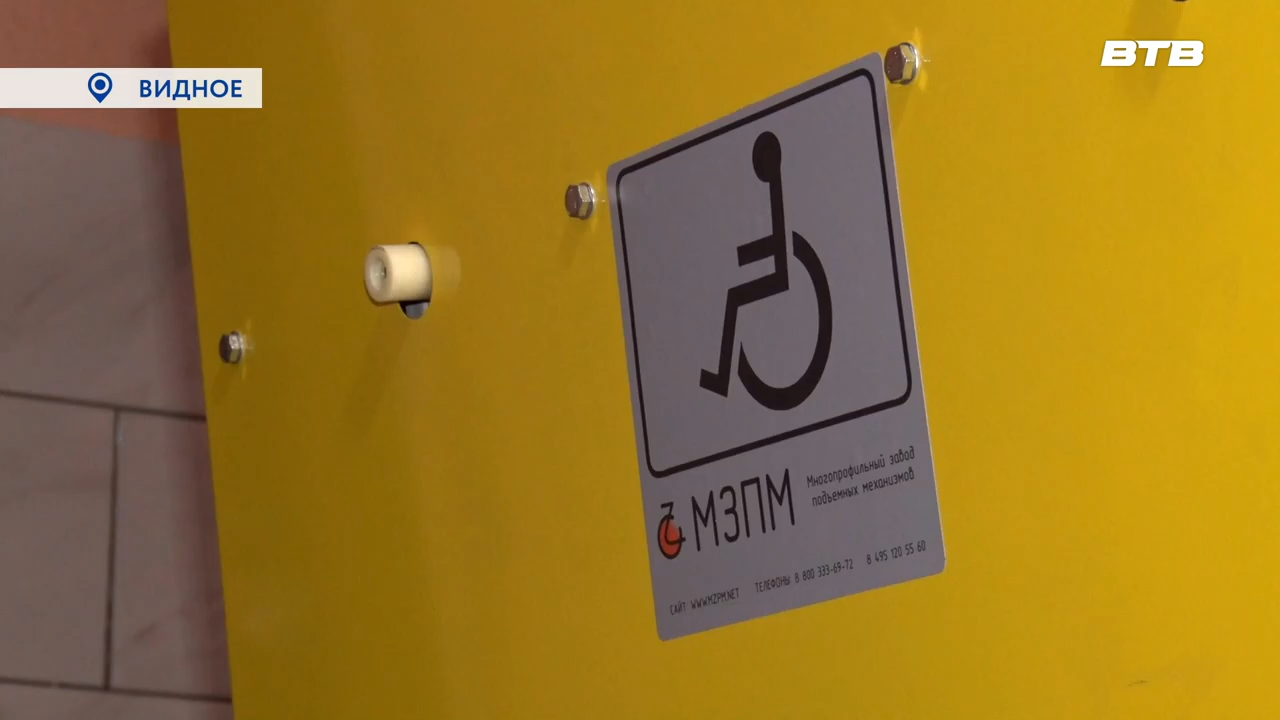 ВИДНОЕ
ВТВ
МЗПМ
Многопрофильный завод
подъемных механизмов
САЙТ WWW.MZPM.NET ТЕЛЕФОНЫ 8 800 333-69-72 8 495 120 55 60